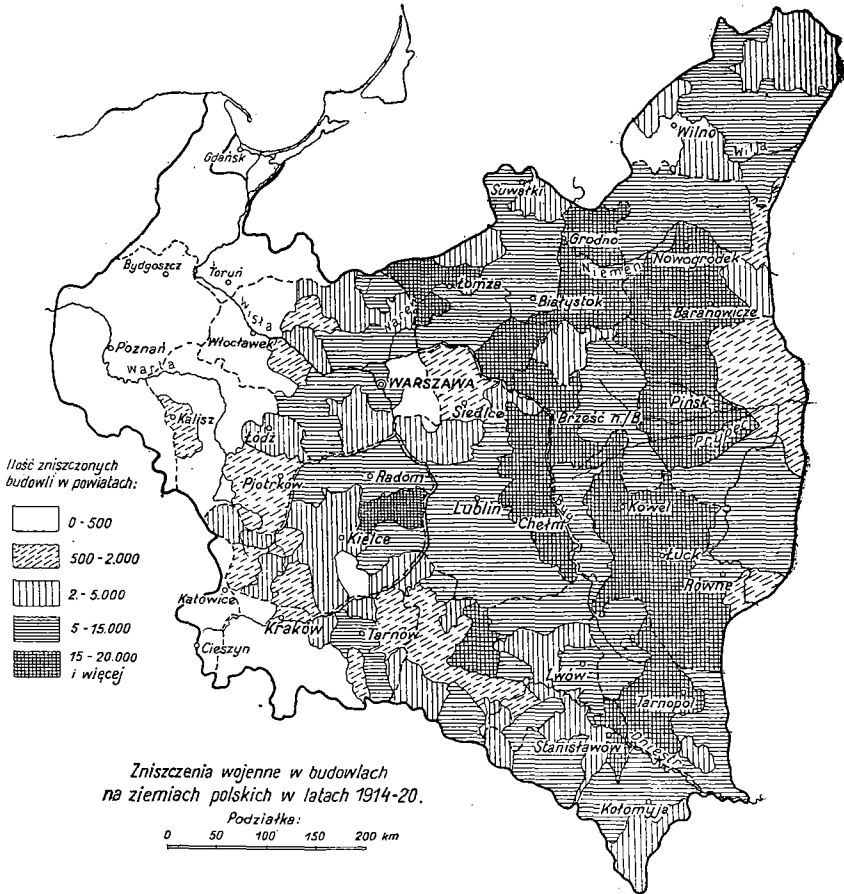 Wilno
Wilja
Gdańsk
Suwałki
Grodno
Niemen
Nowogródek
Bydgoszcz
Toruń
Łomża
Białystok
Baranowicze
Wisła
Narew
Włocławek
Poznań
Warta
WARSZAWA
Kalisz
Siedlce
Brześć n./B
Pińsk
Prypeć
Łódź
Ilość zniszczonych
budowli w powiatach:
Piotrków
Radom
Lublin
Chełm
Bug
Kowel
0-500
500-2.000
2.-5.000
5-15.000
15-20.000
i więcej
Kielce
Łuck
Równe
Katowice
Kraków
Tarnów
Cieszyn
Lwów
Tarnopol
Stanisławów
Dniestr
Kołomyja
Zniszczenia wojenne w budowlach
na ziemiach polskich w latach 1914-20.
Podziałka:
0 50 100 150 200 km